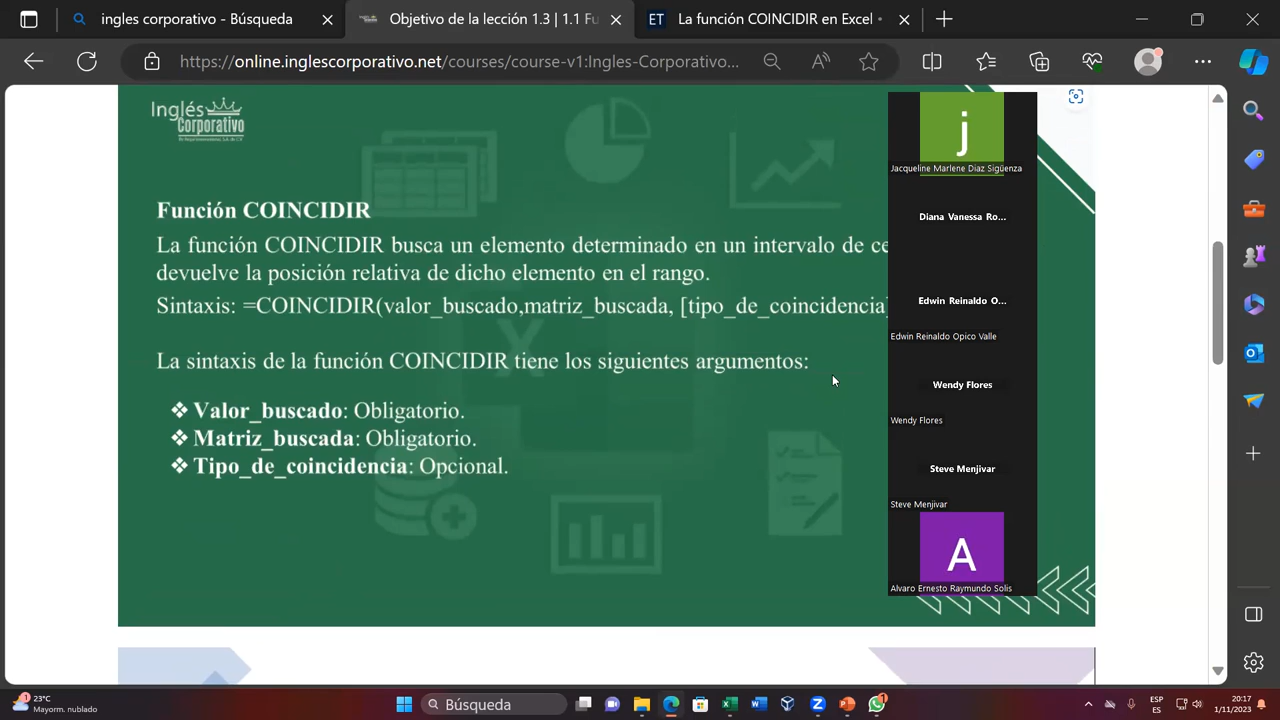 ingles corporativo - Búsqueda
Objetivo de la lección 1.3 | 1.1 Fu
La función COINCIDIR en Excel •
https://online.inglescorporativo.net/courses/course-v1:Ingles-Corporativo...
Inglés
Corporativo
Función COINCIDIR
La función COINCIDIR busca un elemento determinado en un intervalo de ce
devuelve la posición relativa de dicho elemento en el rango.
Sintaxis: =COINCIDIR(valor_buscado,matriz_buscada, [tipo_de_coincidencia]
La sintaxis de la función COINCIDIR tiene los siguientes argumentos:
❖ Valor_buscado: Obligatorio.
❖ Matriz_buscada: Obligatorio.
❖ Tipo_de_coincidencia: Opcional.
j
Jacqueline Marlene Diaz Sigüenza
Diana Vanessa Ro...
Edwin Reinaldo O...
Edwin Reinaldo Opico Valle
Wendy Flores
Wendy Flores
Steve Menjivar
Steve Menjivar
A
Alvaro Ernesto Raymundo Solis
23°C
Mayorm. nublado
Búsqueda
ESP
ES
20:17
1/11/2023